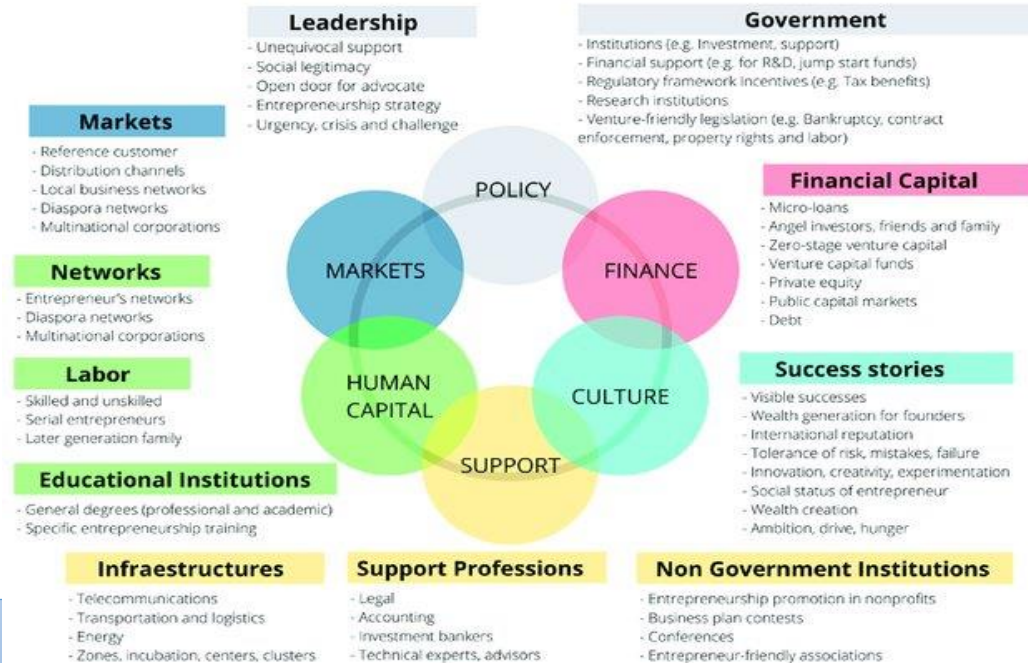 Leadership
- Unequivocal support
- Social legitimacy
- Open door for advocate
- Entrepreneurship strategy
- Urgency, crisis and challenge
Government
- Institutions (e.g. Investment, support)
- Financial support (e.g. for R&D, jump start funds)
- Regulatory framework Incentives (e.g. Tax benefits)
- Research institutions
- Venture-friendly legislation (e.g. Bankruptcy, contract
enforcement, property rights and labor)
Markets
- Reference customer
- Distribution channels
- Local business networks
- Diaspora networks
- Multinational corporations
Networks
- Entrepreneur's networks
- Diaspora networks
- Multinational corporations
Labor
- Skilled and unskilled
- Serial entrepreneurs
- Later generation family
Educational Institutions
- General degrees (professional and academic)
- Specific entrepreneurship training
POLICY
MARKETS
FINANCE
HUMAN
CAPITAL
CULTURE
SUPPORT
Financial Capital
- Micro-loans
- Angel investors, friends and family
- Zero-stage venture capital
- Venture capital funds
- Private equity
- Public capital markets
- Debt
Success stories
- Visible successes
- Wealth generation for founders
- International reputation
- Tolerance of risk, mistakes, failure
- Innovation, creativity, experimentation
- Social status of entrepreneur
- Wealth creation
- Ambition, drive, hunger
Infraestructures
- Telecommunications
- Transportation and logistics
- Energy
- Zones, incubation, centers, clusters
Support Professions
- Legal
- Accounting
- Investment bankers
- Technical experts, advisors
Non Government Institutions
- Entrepreneurship promotion in nonprofits
- Business plan contests
- Conferences
- Entrepreneur-friendly associations